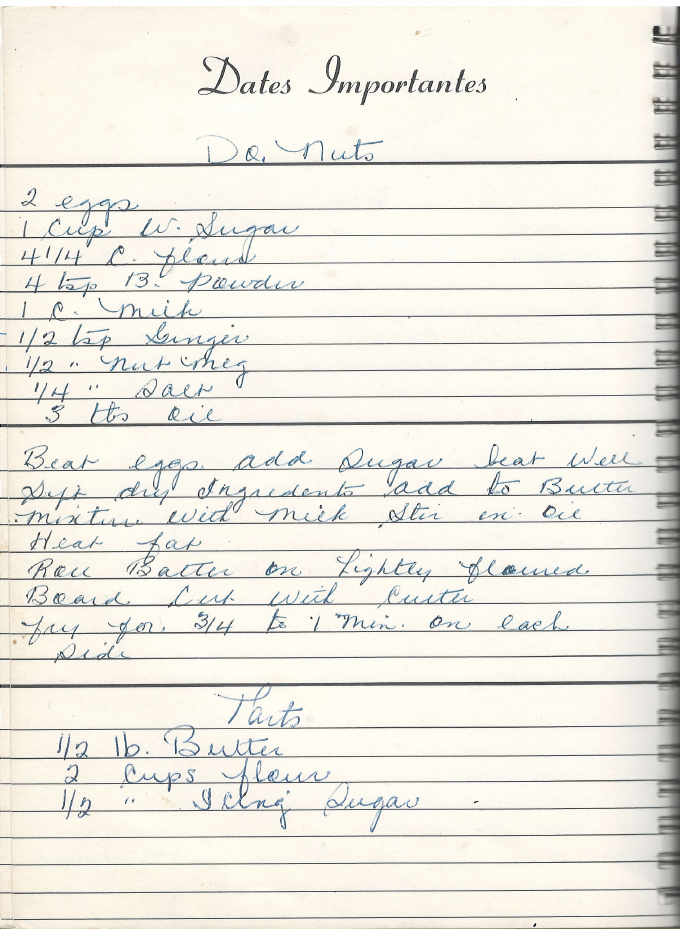 Dates Importantes
Do. Nuts
2 eggs
1 Cup W. Sugar
4 1/4 C. flour
4 tsp B. Powder
1 C. Milk
1/2 tsp Ginger
1/2 " Nut meg
1/4 " Salt
3 tbs Oil
Beat eggs add Sugar beat Well
Sift dry Ingredents add to Butter
Mixture with Milk Stir in Oil
Heat fat
Roll Batter on Lightly floured
Board Cut With Cutter
fry for 3/4 to 1 Min. on each
Side
Tarts
1/2 lb. Butter
2 Cups flour
1/2 " Icing Sugar